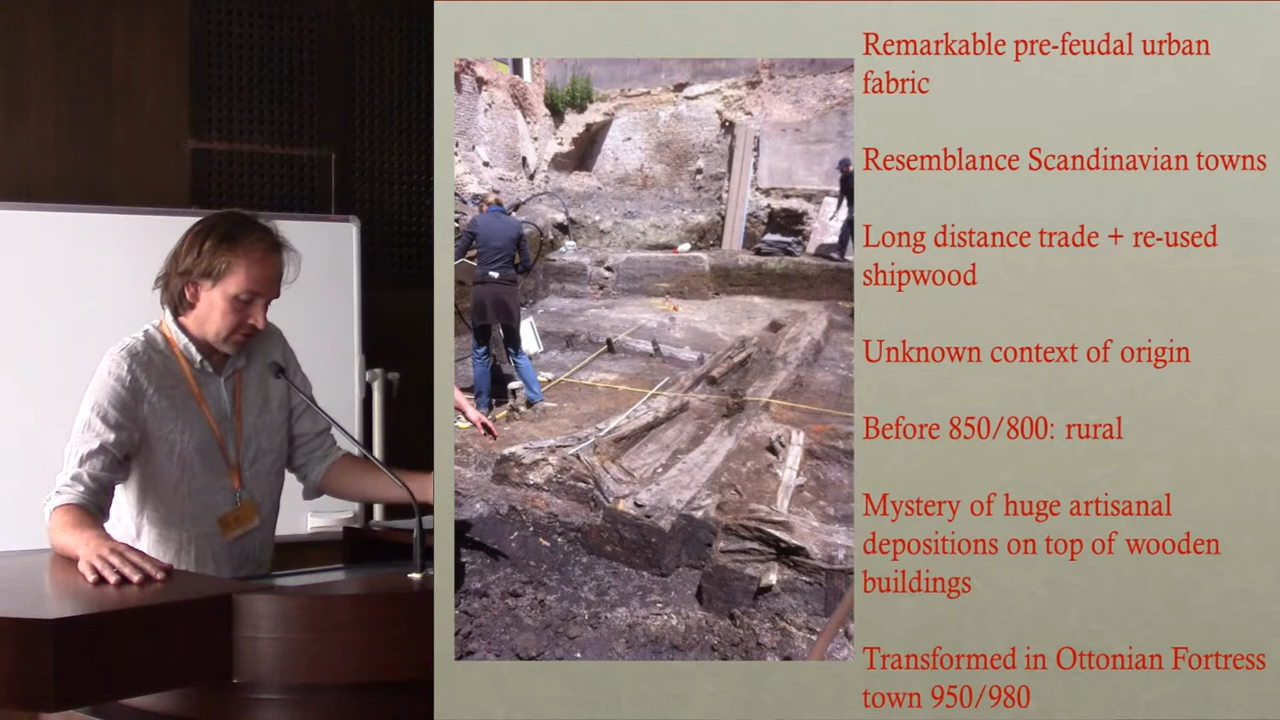 Remarkable pre-feudal urban
fabric
Resemblance Scandinavian towns
Long distance trade + re-used
shipwood
Unknown context of origin
Before 850/800: rural
Mystery of huge artisanal
depositions on top of wooden
buildings
Transformed in Ottonian Fortress
town 950/980